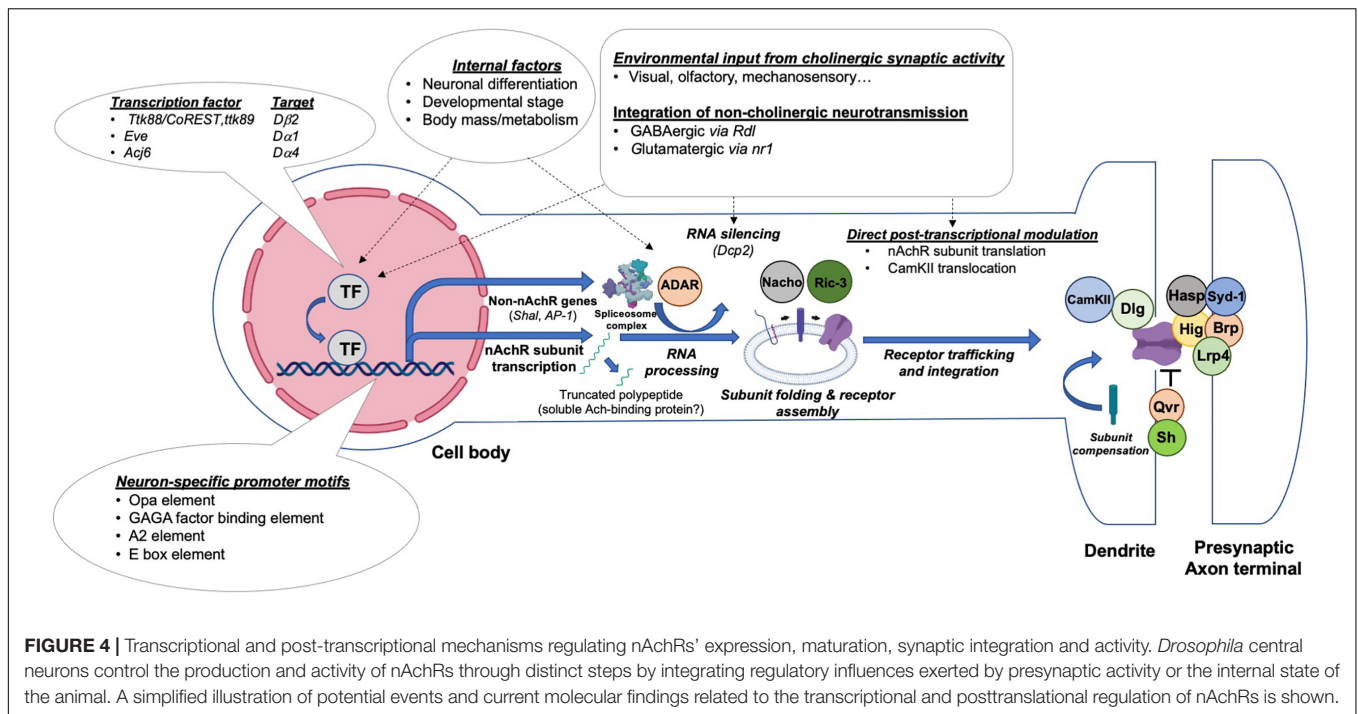 Transcription factor Target
• Ttk88/CoREST,ttk89 Dβ2
• Eve Dα1
• Acj6 Dα4
Internal factors
• Neuronal differentiation
• Developmental stage
• Body mass/metabolism
Environmental input from cholinergic synaptic activity
• Visual, olfactory, mechanosensory…
Integration of non-cholinergic neurotransmission
• GABAergic via Rdl
• Glutamatergic via nr1
TF
TF
Non-nAchR genes
(Shal, AP-1)
nAchR subunit
transcription
Spliceosome
complex
ADAR
RNA silencing
(Dcp2)
RNA
processing
Truncated polypeptide
(soluble Ach-binding protein?)
Nacho
Ric-3
Subunit folding & receptor
assembly
Direct post-transcriptional modulation
• nAchR subunit translation
• CamKII translocation
Receptor trafficking
and integration
CamKII
Dlg
Hasp
Syd-1
Hig
Brp
Lrp4
Qvr
Sh
Subunit
compensation
Cell body
Neuron-specific promoter motifs
• Opa element
• GAGA factor binding element
• A2 element
• E box element
Dendrite
Presynaptic
Axon terminal
FIGURE 4 | Transcriptional and post-transcriptional mechanisms regulating nAchRs' expression, maturation, synaptic integration and activity. Drosophila central
neurons control the production and activity of nAchRs through distinct steps by integrating regulatory influences exerted by presynaptic activity or the internal state of
the animal. A simplified illustration of potential events and current molecular findings related to the transcriptional and posttranslational regulation of nAchRs is shown.